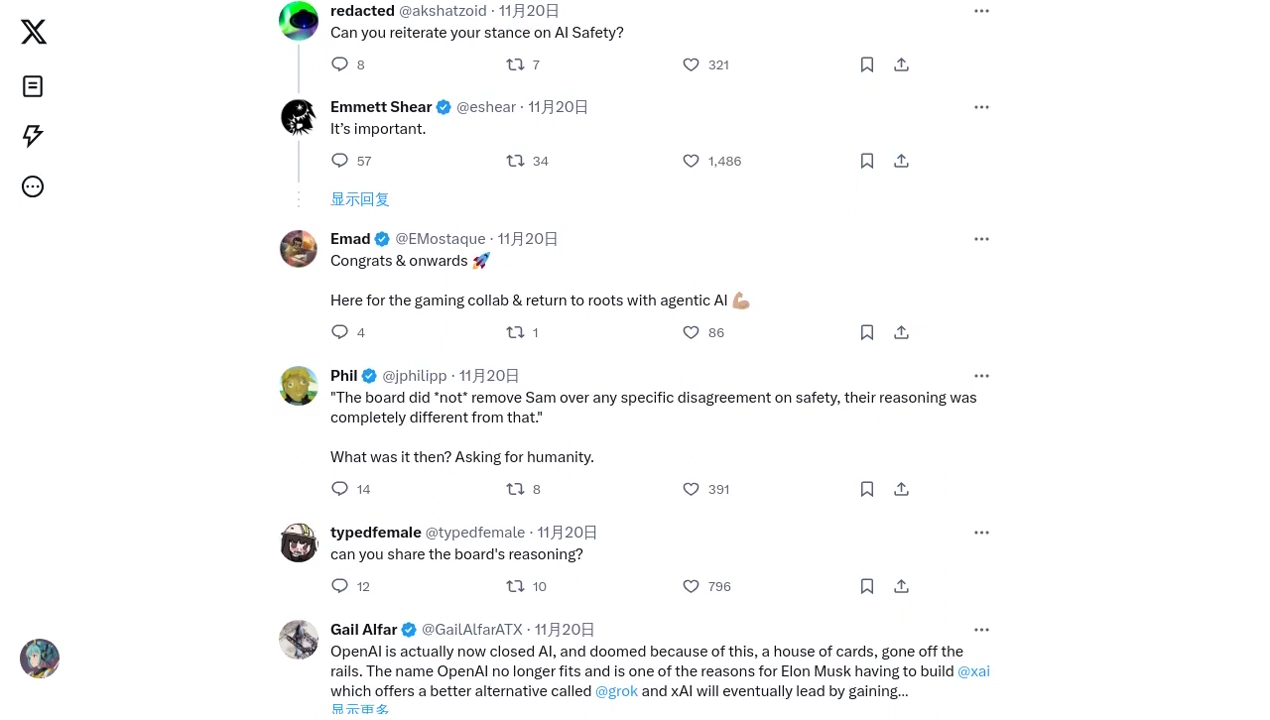 redacted @akshatzoid · 11月20日
Can you reiterate your stance on AI Safety?
8 7 321
Emmett Shear @eshear · 11月20日
It's important.
57 34 1,486
显示回复
Emad @EMostaque · 11月20日
Congrats & onwards 🚀
Here for the gaming collab & return to roots with agentic AI 💪🏼
4 1 86
Phil @jphilipp · 11月20日
"The board did *not* remove Sam over any specific disagreement on safety, their reasoning was
completely different from that."
What was it then? Asking for humanity.
14 8 391
typedfemale @typedfemale · 11月20日
can you share the board's reasoning?
12 10 796
Gail Alfar @GailAlfarATX · 11月20日
OpenAI is actually now closed AI, and doomed because of this, a house of cards, gone off the
rails. The name OpenAI no longer fits and is one of the reasons for Elon Musk having to build @xai
which offers a better alternative called @grok and xAI will eventually lead by gaining...
显示更多